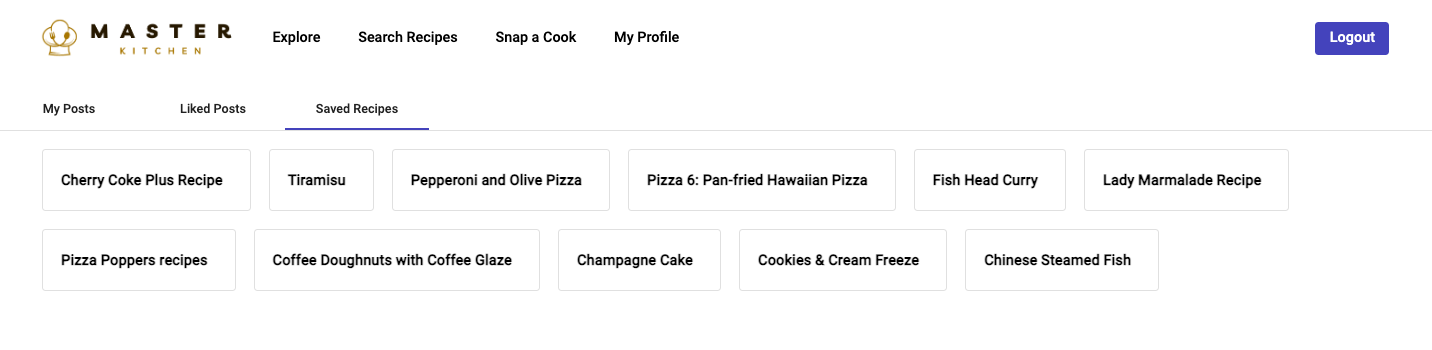 MASTER
KITCHEN
Explore Search Recipes Snap a Cook My Profile Logout
My Posts Liked Posts Saved Recipes
Cherry Coke Plus Recipe Tiramisu Pepperoni and Olive Pizza Pizza 6: Pan-fried Hawaiian Pizza Fish Head Curry Lady Marmalade Recipe
Pizza Poppers recipes Coffee Doughnuts with Coffee Glaze Champagne Cake Cookies & Cream Freeze Chinese Steamed Fish